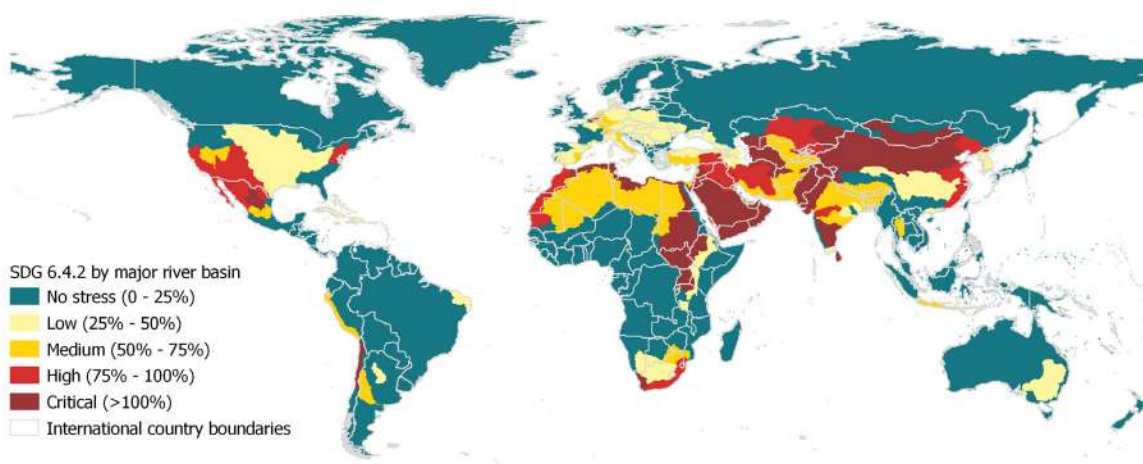 SDG 6.4.2 by major river basin
No stress (0 - 25%)
Low (25% - 50%)
Medium (50% - 75%)
High (75% - 100%)
Critical (>100%)
International country boundaries